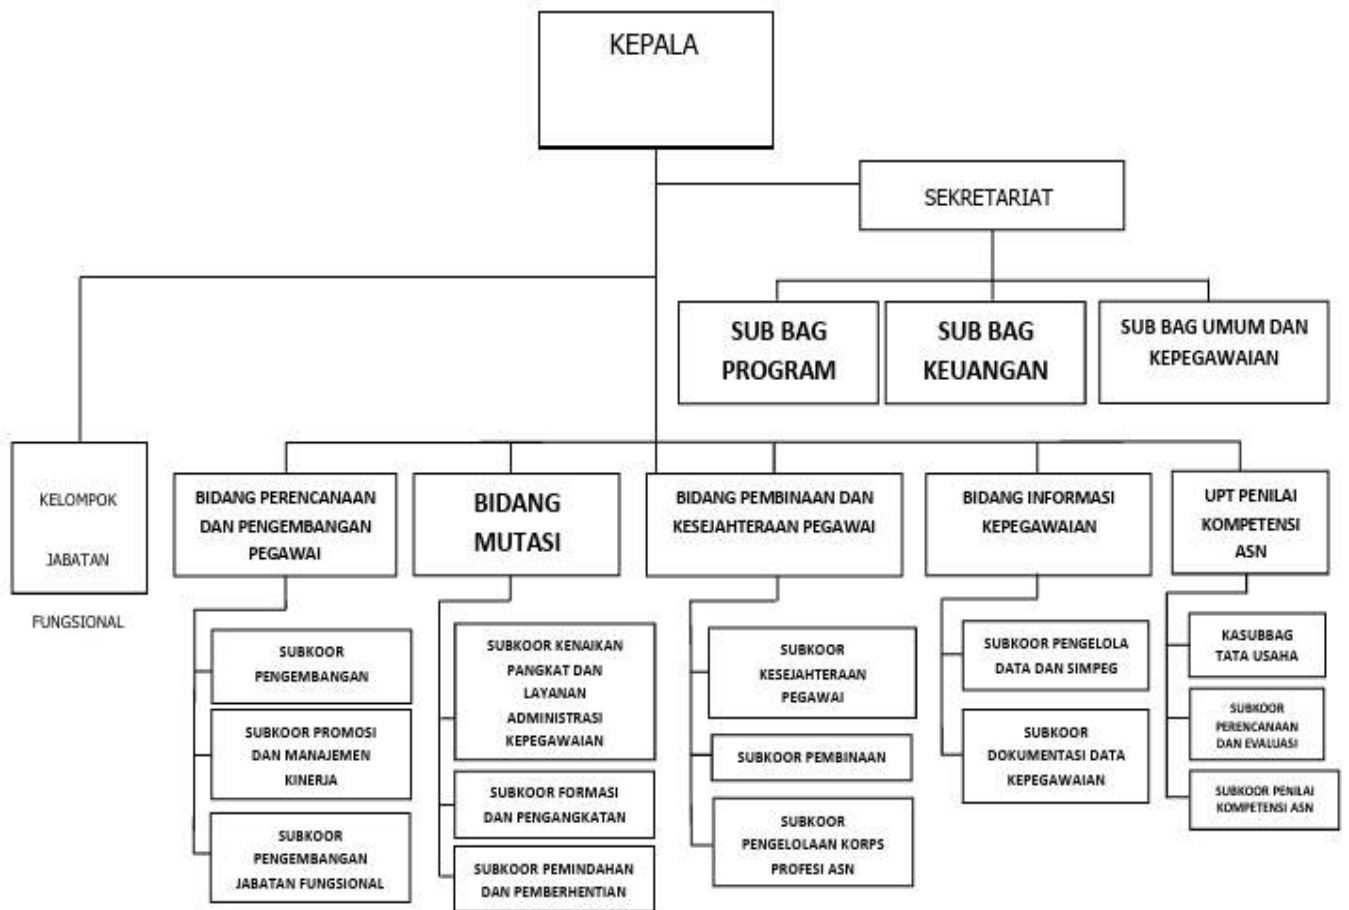 KEPALA
SEKRETARIAT
SUB BAG
PROGRAM
SUB BAG
KEUANGAN
SUB BAG UMUM DAN
KEPEGAWAIAN
KELOMPOK
JABATAN
FUNGSIONAL
BIDANG PERENCANAAN
DAN PENGEMBANGAN
PEGAWAI
BIDANG
MUTASI
BIDANG PEMBINAAN DAN
KESEJAHTERAAN PEGAWAI
BIDANG INFORMASI
KEPEGAWAIAN
UPT PENILAI
KOMPETENSI
ASN
SUBKOOR
PENGEMBANGAN
SUBKOOR PROMOSI
DAN MANAJEMEN
KINERJA
SUBKOOR
PENGEMBANGAN
JABATAN FUNGSIONAL
SUBKOOR KENAIKAN
PANGKAT DAN
LAYANAN
ADMINISTRASI
KEPEGAWAIAN
SUBKOOR FORMASI
DAN PENGANGKATAN
SUBKOOR PEMINDAHAN
DAN PEMBERHENTIAN
SUBKOOR
KESEJAHTERAAN
PEGAWAI
SUBKOOR PEMBINAAN
SUBKOOR
PENGELOLAAN KORPS
PROFESI ASN
SUBKOOR PENGELOLA
DATA DAN SIMPEG
SUBKOOR
DOKUMENTASI DATA
KEPEGAWAIAN
KASUBBAG
TATA USAHA
SUBKOOR
PERENCANAAN
DAN EVALUASI
SUBKOOR PENILAI
KOMPETENSI ASN